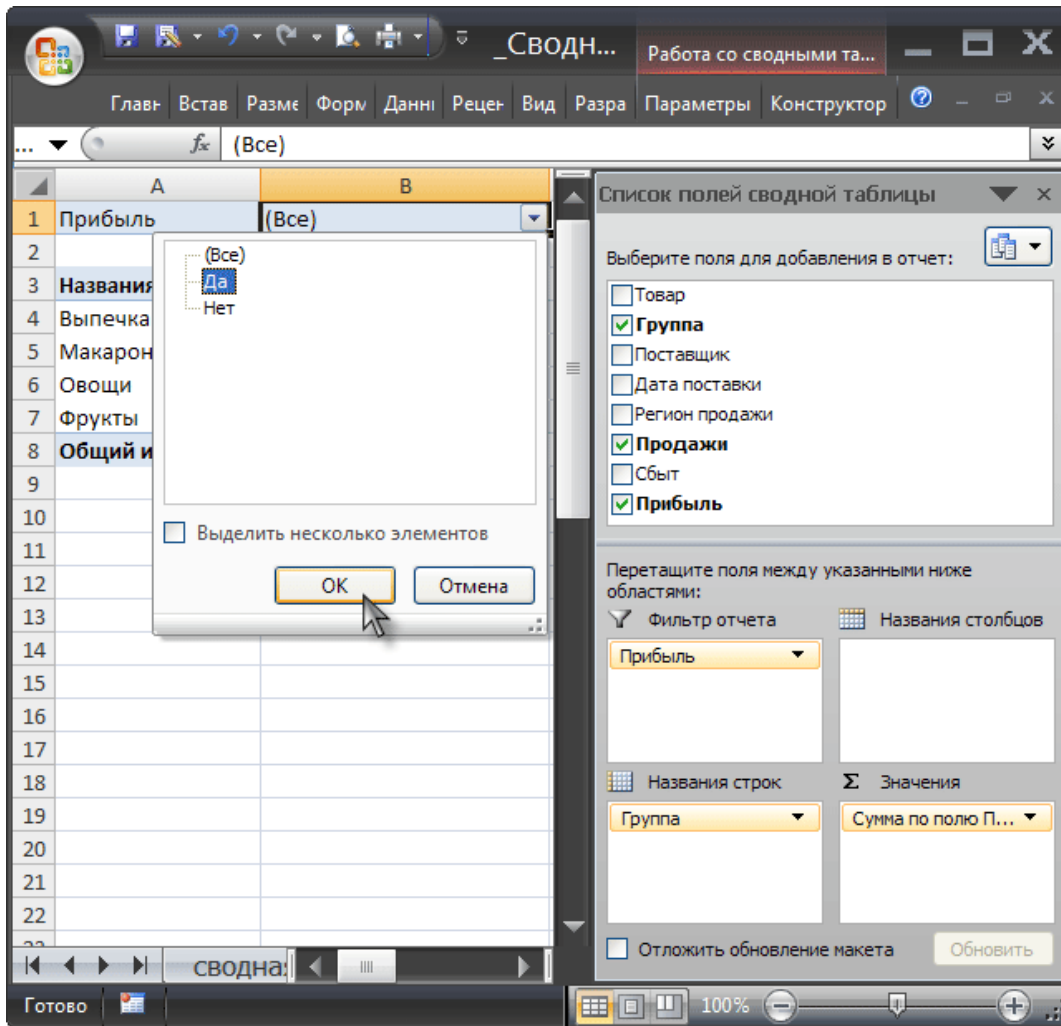 _Сводн...
Работа со сводными та...
Главн Встав Разме Форм Данны Рецен Вид Разра Параметры Конструктор
... fx (Все)
A B
1 Прибыль (Все)
2
3 Названия
4 Выпечка
5 Макарон
6 Овощи
7 Фрукты
8 Общий и
9
10
11
12
13
14
15
16
17
18
19
20
21
22
(Все)
Да
Нет
Выделить несколько элементов
ОК Отмена
Список полей сводной таблицы
Выберите поля для добавления в отчет:
Товар
Группа
Поставщик
Дата поставки
Регион продажи
Продажи
Сбыт
Прибыль
Перетащите поля между указанными ниже
областями:
Фильтр отчета Названия столбцов
Прибыль
Названия строк Σ Значения
Группа Сумма по полю П...
Отложить обновление макета Обновить
сводна
Готово 100%